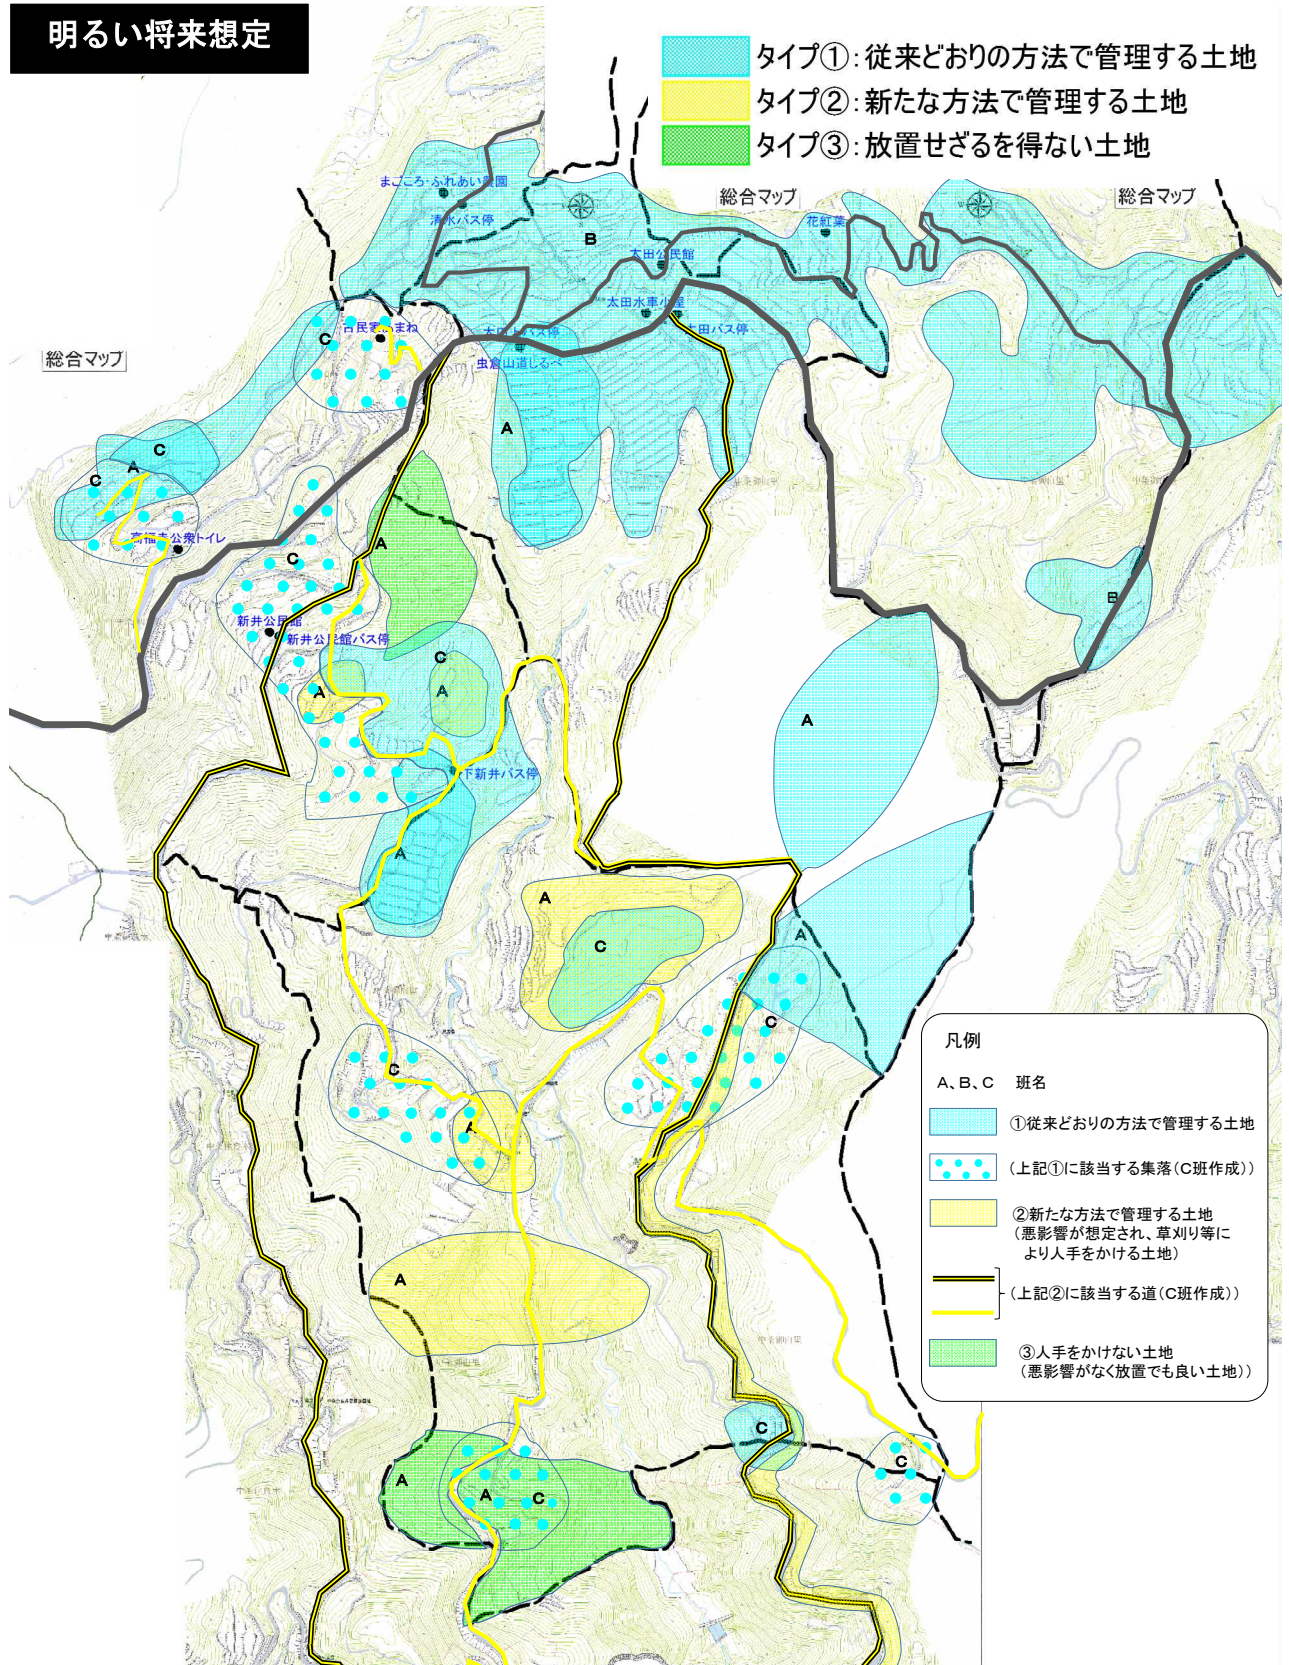 明るい将来想定
タイプ①:従来どおりの方法で管理する土地
タイプ②:新たな方法で管理する土地
タイプ③:放置せざるを得ない土地
総合マップ
総合マップ
まごころ・ふれあい農園
清水バス停
B
花紅葉
太田公民館
太田水車小屋
太田バス停
C
虫倉山道しるべ
総合マップ
A
C
A
C
高福寺公衆トイレ
A
C
B
新井公民館
新井公民館バス停
C
A
A
A
下新井バス停
A
A
C
A
C
C
A
A
C
A
A
C
C
凡例
A、B、C 班名
①従来どおりの方法で管理する土地
(上記①に該当する集落(C班作成))
②新たな方法で管理する土地
(悪影響が想定され、草刈り等に
より人手をかける土地)
(上記②に該当する道(C班作成))
③人手をかけない土地
(悪影響がなく放置でも良い土地))